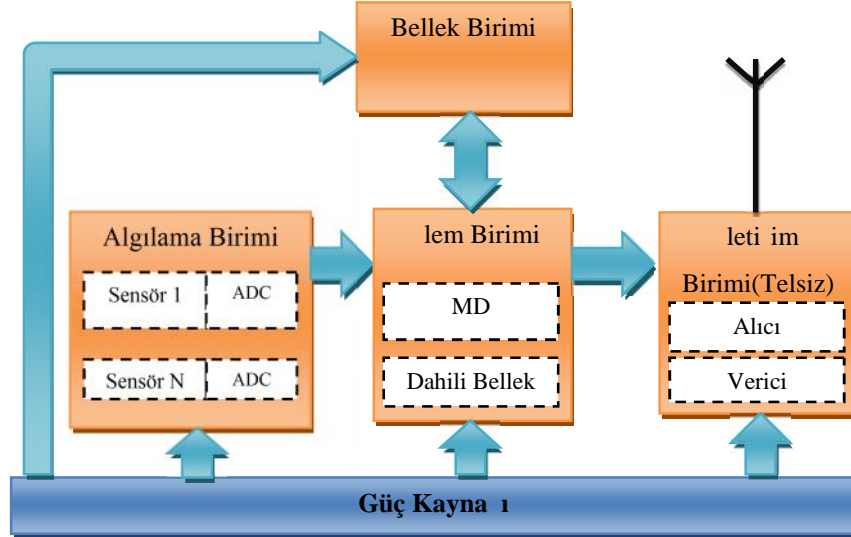 Bellek Birimi
Algılama Birimi
Sensör 1 ADC
Sensör N ADC
lem Birimi
MD
Dahili Bellek
leti im
Birimi(Telsiz)
Alıcı
Verici
Güç Kayna ı